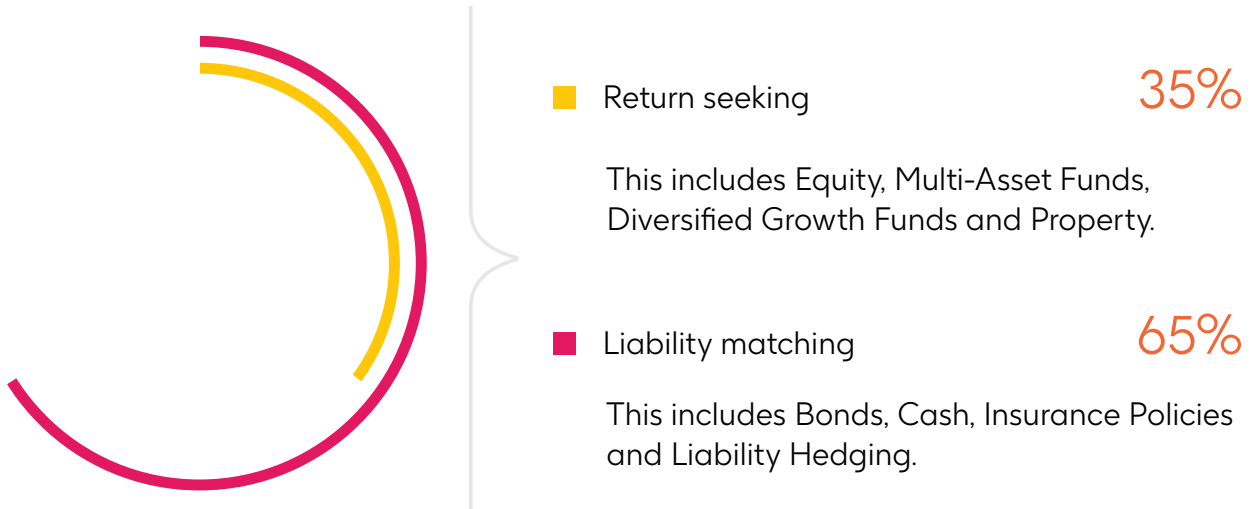 Return seeking 35%
This includes Equity, Multi-Asset Funds,
Diversified Growth Funds and Property.
Liability matching 65%
This includes Bonds, Cash, Insurance Policies
and Liability Hedging.